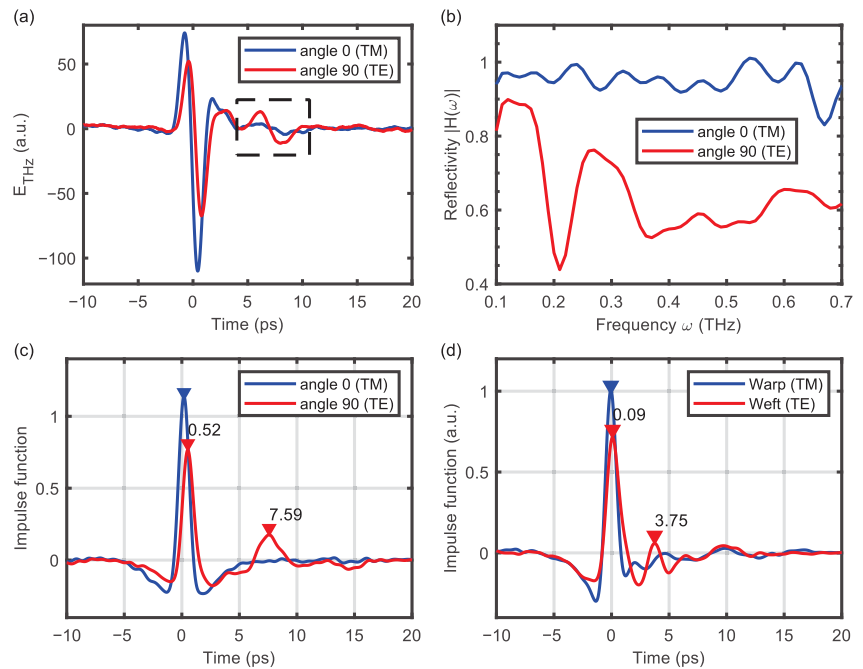 (a)
angle 0 (TM)
angle 90 (TE)
50
0
−50
−100
E_THz (a.u.)
−10 −5 0 5 10 15 20
Time (ps)
(b)
1
0.8
0.6
0.4
Reflectivity |H(ω)|
angle 0 (TM)
angle 90 (TE)
0.1 0.2 0.3 0.4 0.5 0.6 0.7
Frequency ω (THz)
(c)
angle 0 (TM)
angle 90 (TE)
1
0.5
0
Impulse function
0.52
7.59
−10 −5 0 5 10 15 20
Time (ps)
(d)
Warp (TM)
Weft (TE)
1
0.5
0
Impulse function (a.u.)
0.09
3.75
−10 −5 0 5 10 15 20
Time (ps)